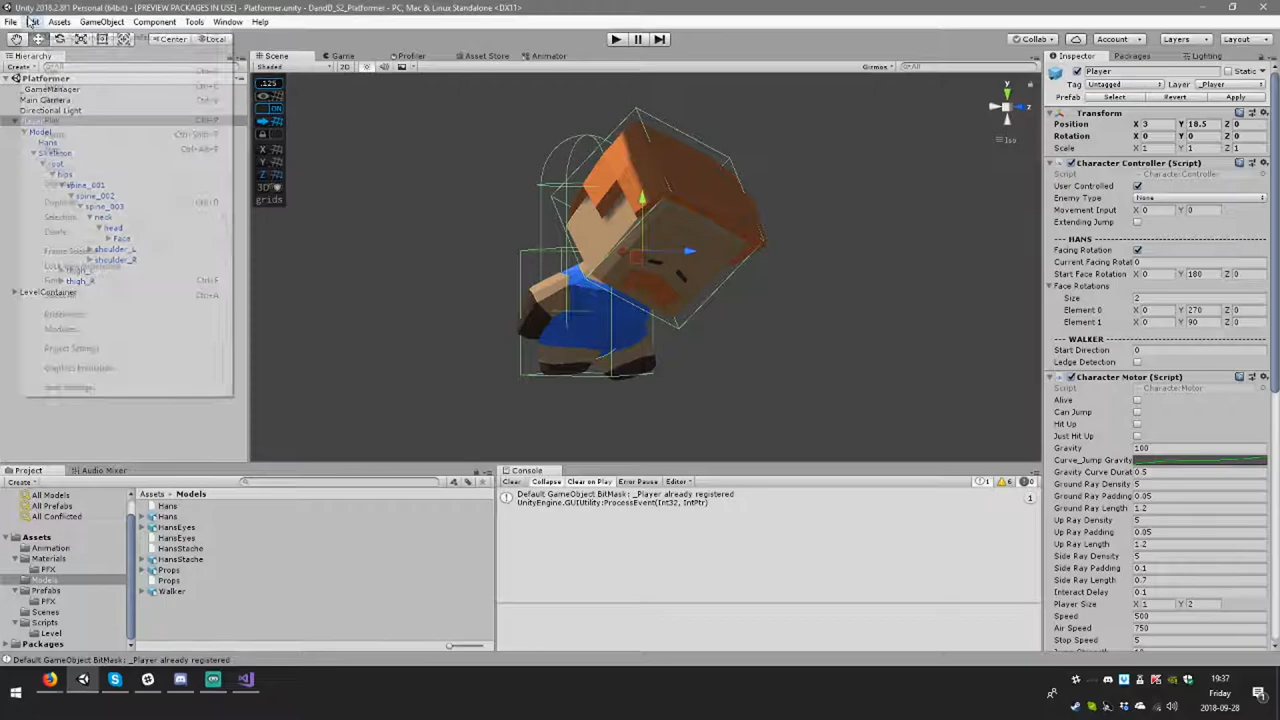 Unity 2018.2.8f1 Personal (64bit) - [PREVIEW PACKAGES IN USE] - Platformer.unity - DandD_S2_Platformer - PC, Mac & Linux Standalone <DX11>
File Edit Assets GameObject Component Tools Window Help
Center Local Collab Account Layers Layout
Hierarchy Scene Game Profiler Asset Store Animator Inspector Packages Lighting
Create All Shaded 2D Gizmos All Player Static
Platformer
Tag Untagged Layer _Player
_GameManager
Prefab Select Revert Apply
Main Camera
Directional Light
Play
Model
Hans
Skeleton
root
hips
spine_001
spine_002
spine_003
neck
head
Face
shoulder_L
shoulder_R
thigh_L
thigh_R
LevelContainer
Project Settings
.125
ON
X
Y
Z
3D
grids
y
z
Iso
Transform
Position X 3 Y 18.5 Z 0
Rotation X 0 Y 0 Z 0
Scale X 1 Y 1 Z 1
Character Controller (Script)
Script CharacterController
User Controlled
Enemy Type None
Movement Input X 0 Y 0
Extending Jump
--- HANS
Facing Rotation
Current Facing Rotat 0
Start Face Rotation X 0 Y 180 Z 0
Face Rotations
Size 2
Element 0 X 0 Y 270 Z 0
Element 1 X 0 Y 90 Z 0
--- WALKER
Start Direction 0
Ledge Detection
Character Motor (Script)
Script CharacterMotor
Alive
Can Jump
Hit Up
Just Hit Up
Gravity 100
Curve_Jump Gravity
Gravity Curve Durat 0.5
Ground Ray Density 5
Ground Ray Padding 0.05
Ground Ray Length 1.2
Up Ray Density 5
Up Ray Padding 0.05
Up Ray Length 1.2
Side Ray Density 5
Side Ray Padding 0.1
Side Ray Length 0.7
Interact Delay 0.1
Player Size X 1 Y 2
Speed 500
Air Speed 750
Stop Speed 5
Project Audio Mixer
Create
All Models
All Prefabs
All Conflicted
Assets
Animation
Materials
PFX
Models
Prefabs
PFX
Scenes
Scripts
Level
Packages
Assets Models
Hans
Hans
HansEyes
HansEyes
HansStache
HansStache
Props
Props
Walker
Console
Clear Collapse Clear on Play Error Pause Editor 1 6 0
Default GameObject BitMask: _Player already registered
UnityEngine.GUIUtility:ProcessEvent(Int32, IntPtr)
1
Default GameObject BitMask: _Player already registered
19:37
Friday
2018-09-28